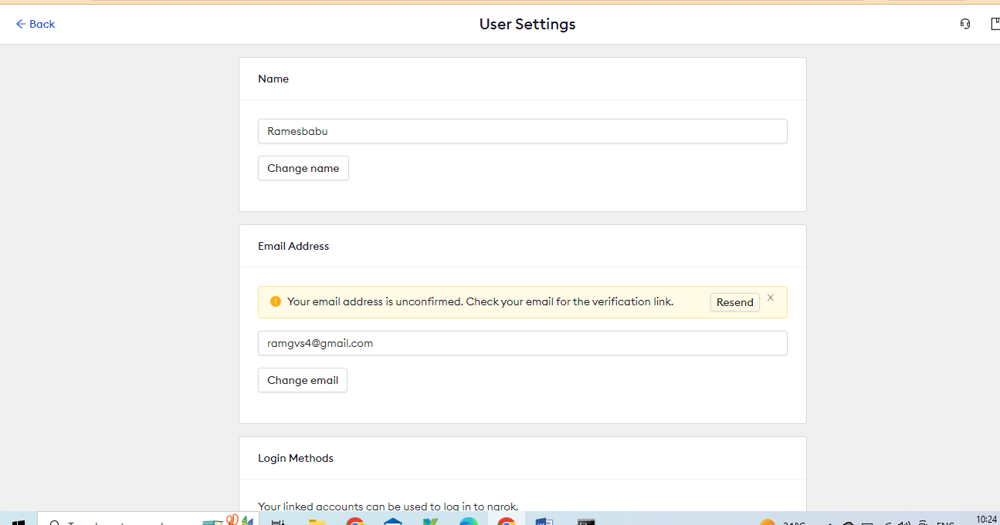 Back
User Settings
Name
Ramesbabu
Change name
Email Address
Your email address is unconfirmed. Check your email for the verification link.
Resend
ramgvs4@gmail.com
Change email
Login Methods
Your linked accounts can be used to log in to ngrok.
10:24